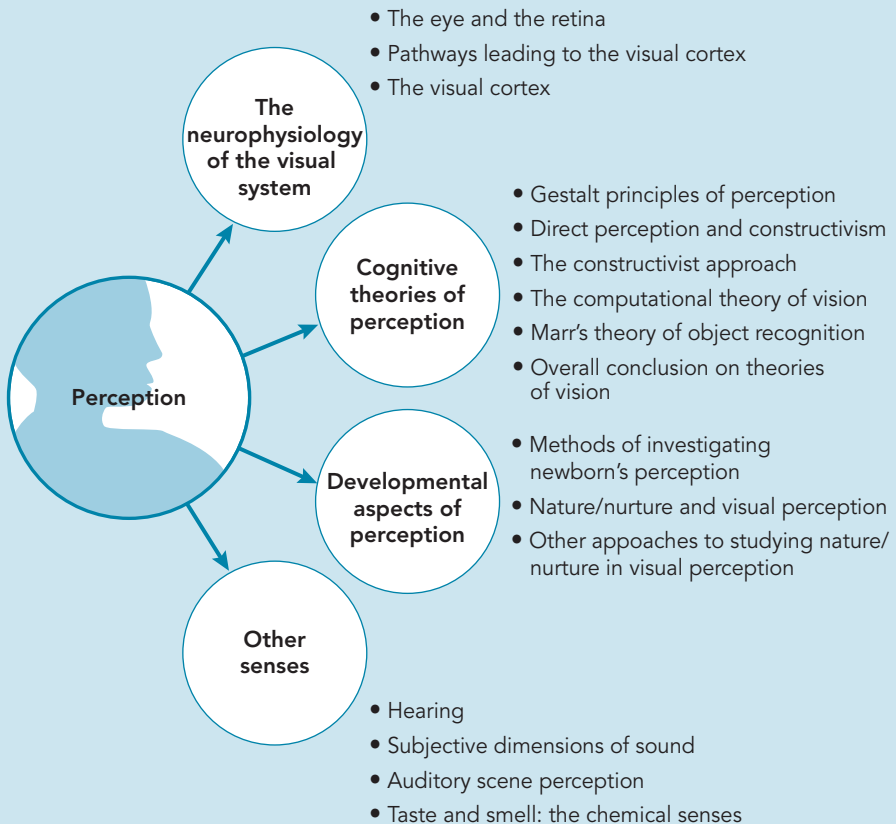 Perception
The
neurophysiology
of the visual
system
• The eye and the retina
• Pathways leading to the visual cortex
• The visual cortex
Cognitive
theories of
perception
• Gestalt principles of perception
• Direct perception and constructivism
• The constructivist approach
• The computational theory of vision
• Marr’s theory of object recognition
• Overall conclusion on theories
of vision
Developmental
aspects of
perception
• Methods of investigating
newborn’s perception
• Nature/nurture and visual perception
• Other appoaches to studying nature/
nurture in visual perception
Other
senses
• Hearing
• Subjective dimensions of sound
• Auditory scene perception
• Taste and smell: the chemical senses